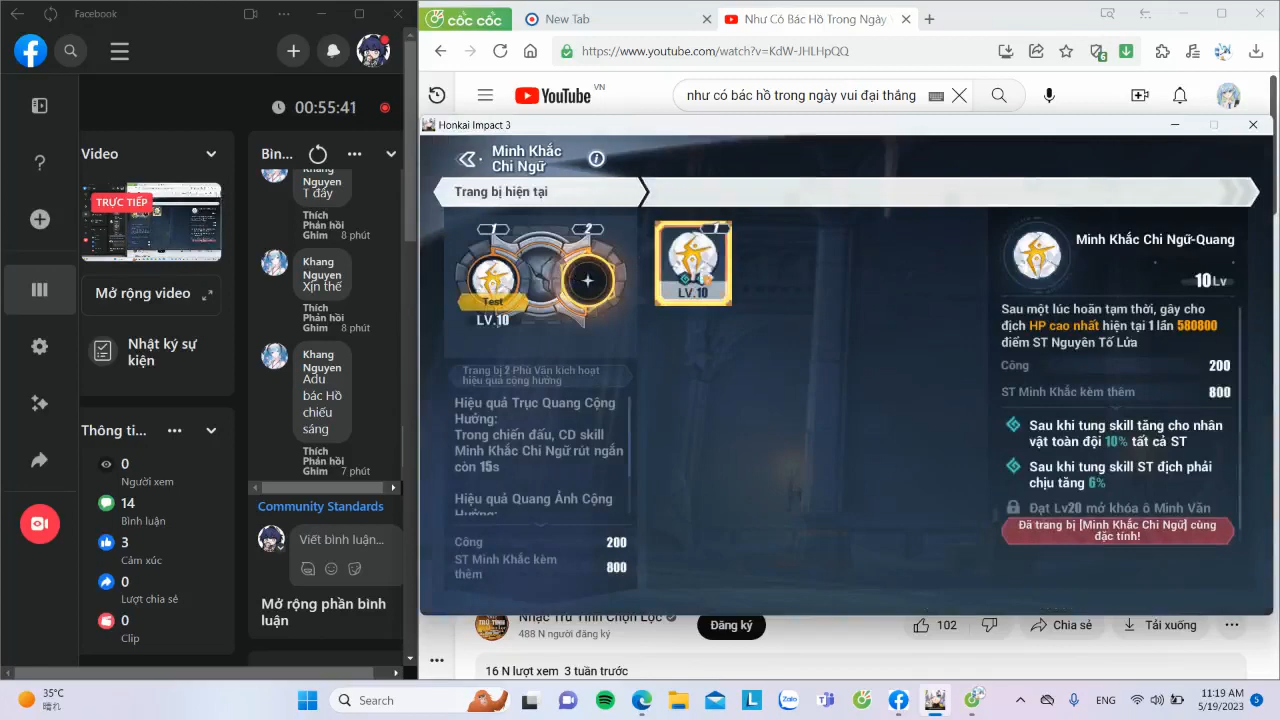 Facebook
00:55:41
Video
TRỰC TIẾP
Mở rộng video
Nhật ký sự
kiện
Thông ti...
0
Người xem
14
Bình luận
3
Cảm xúc
0
Lượt chia sẻ
0
Clip
Bìn...
Nguyen
T đây
Thích
Phản hồi
Ghim
8 phút
Khang
Nguyen
Xịn thế
Thích
Phản hồi
Ghim
8 phút
Khang
Nguyen
Adu
bác Hồ
chiếu
sáng
Thích
Phản hồi
Ghim
7 phút
Community Standards
Viết bình luận...
Mở rộng phần bình
luận
cốc cốc
New Tab
Như Có Bác Hồ Trong Ngày
https://www.youtube.com/watch?v=KdW-JHLHpQQ
6
YouTube
VN
như có bác hồ trong ngày vui đại thắng
Honkai Impact 3
Minh Khắc
Chi Ngữ
Trang bị hiện tại
1
2
Test
LV.10
1
LV.10
Trang bị 2 Phù Văn kích hoạt
hiệu quả cộng hưởng
Hiệu quả Trục Quang Cộng
Hưởng:
Trong chiến đấu, CD skill
Minh Khắc Chi Ngữ rút ngắn
còn 15s
Hiệu quả Quang Ảnh Cộng
Hưởng:
Công
200
ST Minh Khắc kèm
thêm
800
Minh Khắc Chi Ngữ-Quang
10Lv
Sau một lúc hoãn tạm thời, gây cho
địch HP cao nhất hiện tại 1 lần 580800
điểm ST Nguyên Tố Lửa
Công
200
ST Minh Khắc kèm thêm
800
Sau khi tung skill tăng cho nhân
vật toàn đội 10% tất cả ST
Sau khi tung skill ST địch phải
chịu tăng 6%
Đạt Lv20 mở khóa ô Minh Văn
Đã trang bị [Minh Khắc Chi Ngữ] cùng
đặc tính!
Nhạc Trữ Tình Chọn Lọc
488 N người đăng ký
Đăng ký
102
Chia sẻ
Tải xuống
16 N lượt xem 3 tuần trước
35°C
晴れ
Search
Zalo
ENG
11:19 AM
5/19/2023
5